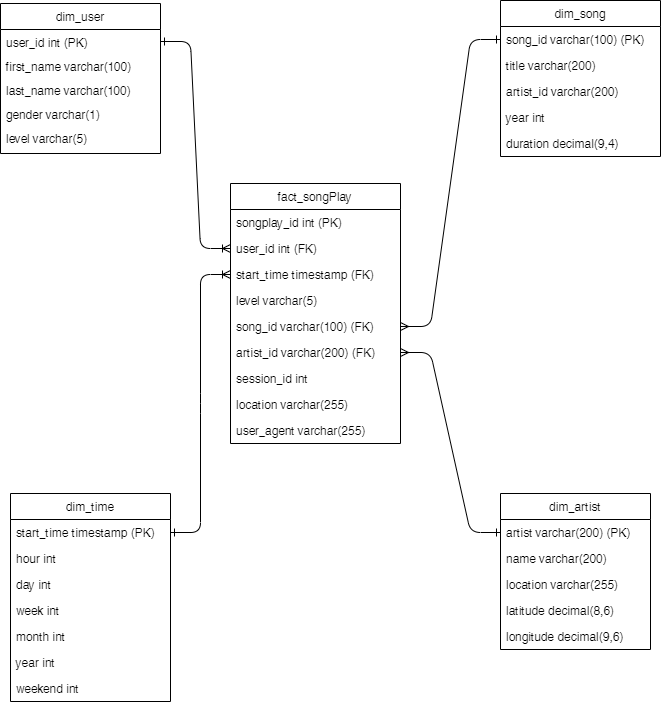 dim_user
user_id int (PK)
first_name varchar(100)
last_name varchar(100)
gender varchar(1)
level varchar(5)
dim_song
song_id varchar(100) (PK)
title varchar(200)
artist_id varchar(200)
year int
duration decimal(9,4)
fact_songPlay
songplay_id int (PK)
user_id int (FK)
start_time timestamp (FK)
level varchar(5)
song_id varchar(100) (FK)
artist_id varchar(200) (FK)
session_id int
location varchar(255)
user_agent varchar(255)
dim_time
start_time timestamp (PK)
hour int
day int
week int
month int
year int
weekend int
dim_artist
artist varchar(200) (PK)
name varchar(200)
location varchar(255)
latitude decimal(8,6)
longitude decimal(9,6)